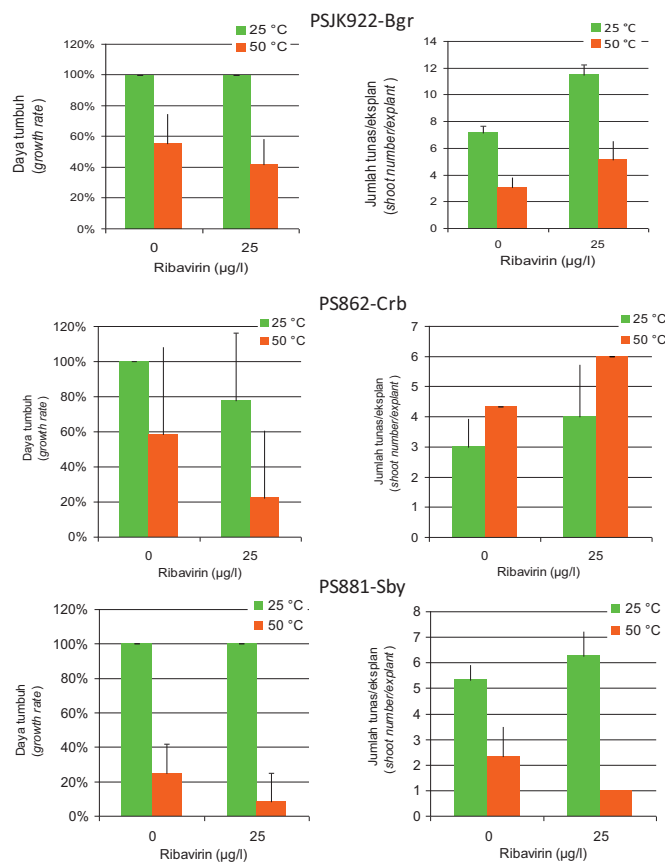 PSJK922-Bgr
25 °C
50 °C
120%
100%
80%
60%
40%
20%
0%
Daya tumbuh
(growth rate)
0
25
Ribavirin (µg/l)
25 °C
50 °C
14
12
10
8
6
4
2
0
Jumlah tunas/eksplan
(shoot number/explant)
0
25
Ribavirin (µg/l)
PS862-Crb
25 °C
50 °C
120%
100%
80%
60%
40%
20%
0%
Daya tumbuh
(growth rate)
0
25
Ribavirin (µg/l)
25 °C
50 °C
7
6
5
4
3
2
1
0
Jumlah tunas/eksplan
(shoot number/explant)
0
25
Ribavirin (µg/l)
PS881-Sby
25 °C
50 °C
120%
100%
80%
60%
40%
20%
0%
Daya tumbuh
(growth rate)
0
25
Ribavirin (µg/l)
25 °C
50 °C
8
7
6
5
4
3
2
1
0
Jumlah tunas/eksplan
(shoot number/explant)
0
25
Ribavirin (µg/l)